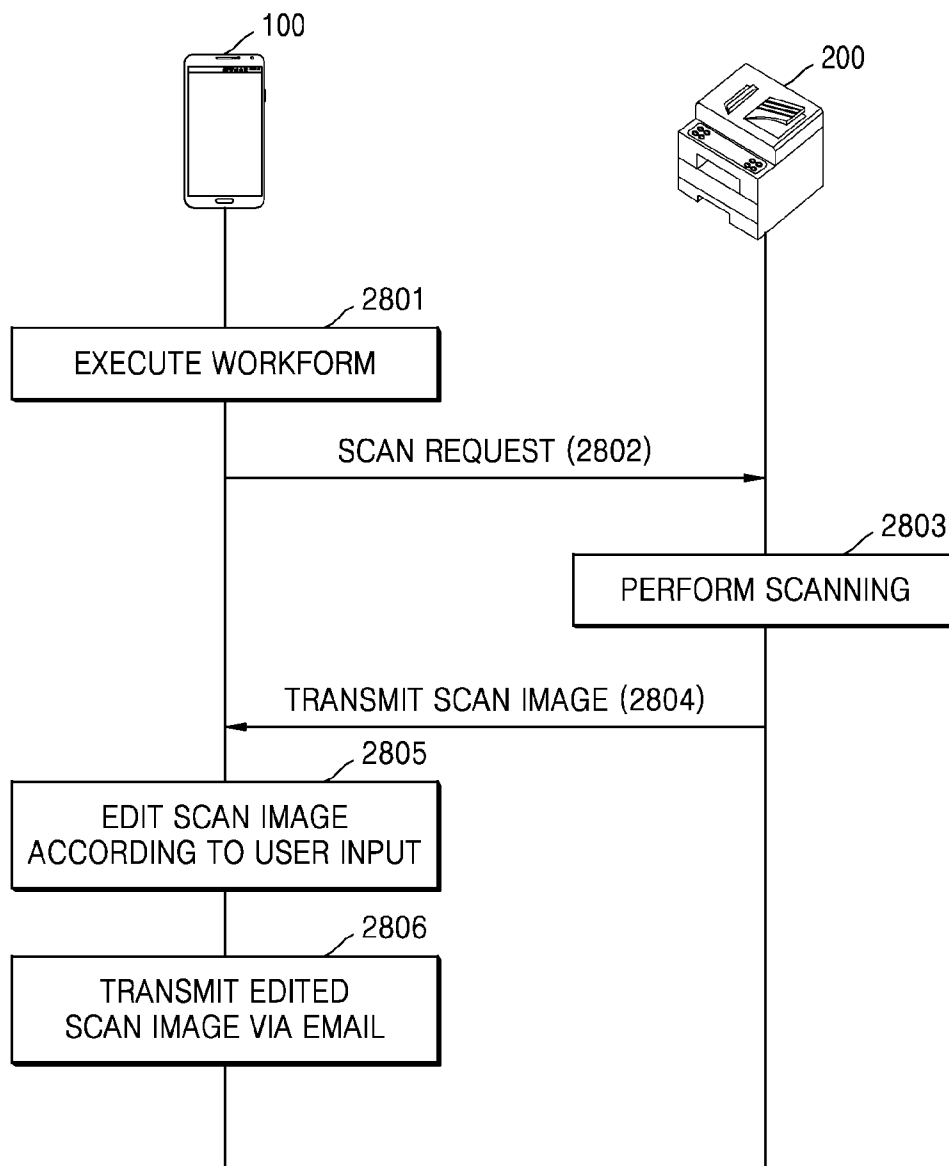 100
200
2801
EXECUTE WORKFORM
SCAN REQUEST (2802)
2803
PERFORM SCANNING
TRANSMIT SCAN IMAGE (2804)
2805
EDIT SCAN IMAGE
ACCORDING TO USER INPUT
2806
TRANSMIT EDITED
SCAN IMAGE VIA EMAIL